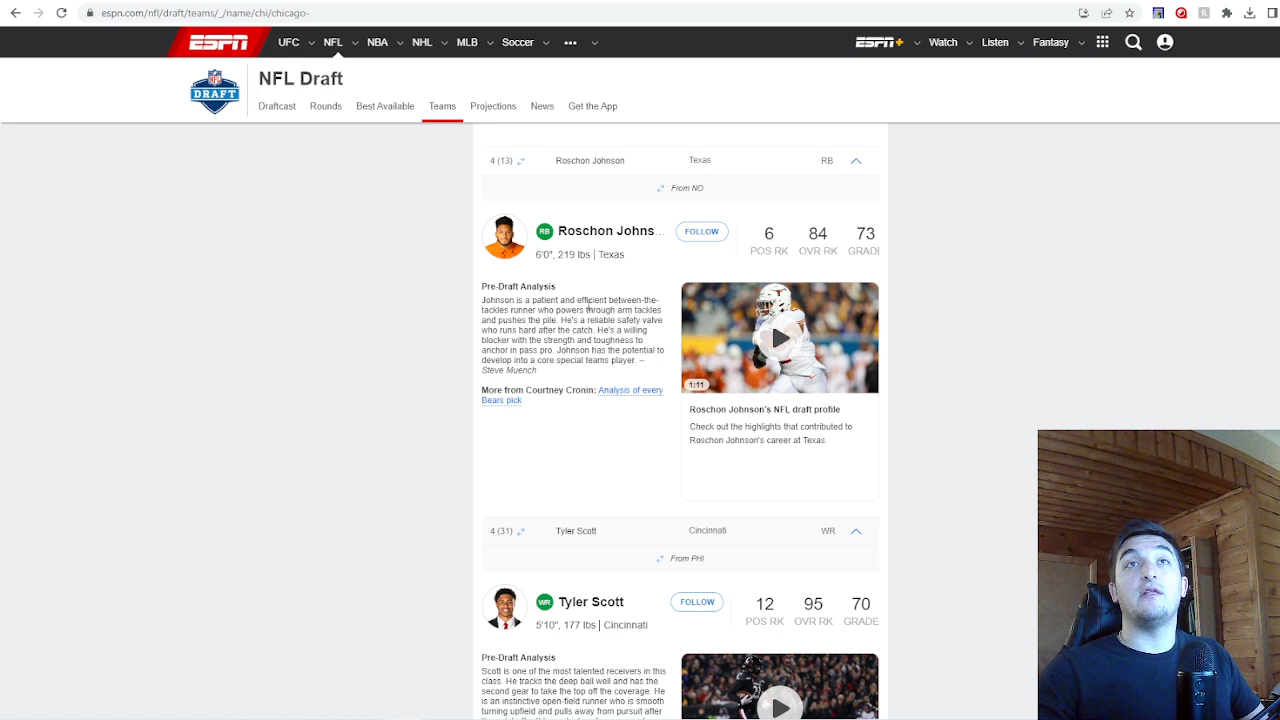 espn.com/nfl/draft/teams/_/name/chi/chicago-
ESPN UFC NFL NBA NHL MLB Soccer ••• ESPN+ Watch Listen Fantasy
NFL DRAFT
NFL Draft
Draftcast Rounds Best Available Teams Projections News Get the App
4 (13) Roschon Johnson Texas RB
From NO
RB Roschon Johns... FOLLOW 6 84 73
POS RK OVR RK GRADE
6'0", 219 lbs | Texas
Pre-Draft Analysis
Johnson is a patient and efficient between-the-
tackles runner who powers through arm tackles
and pushes the pile. He's a reliable safety valve
who runs hard after the catch. He's a willing
blocker with the strength and toughness to
anchor in pass pro. Johnson has the potential to
develop into a core special teams player. --
Steve Muench
More from Courtney Cronin: Analysis of every
Bears pick
1:11
Roschon Johnson's NFL draft profile
Check out the highlights that contributed to
Roschon Johnson's career at Texas.
4 (31) Tyler Scott Cincinnati WR
From PHI
WR Tyler Scott FOLLOW 12 95 70
POS RK OVR RK GRADE
5'10", 177 lbs | Cincinnati
Pre-Draft Analysis
Scott is one of the most talented receivers in this
class. He tracks the deep ball well and has the
second gear to take the top off the coverage. He
is an instinctive open-field runner who is smooth
turning upfield and pulls away from pursuit after